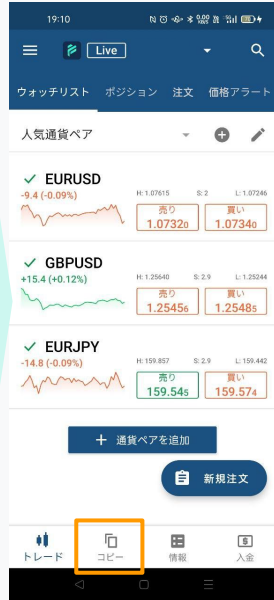 19:10
Live
ウォッチリスト ポジション 注文 価格アラート
人気通貨ペア
EURUSD
-9.4 (-0.09%) H: 1.07615 S: 2 L: 1.07246
売り 買い
1.07320 1.07340
GBPUSD
+15.4 (+0.12%) H: 1.25640 S: 2.9 L: 1.25244
売り 買い
1.25456 1.25485
EURJPY
-14.8 (-0.09%) H: 159.857 S: 2.9 L: 159.442
売り 買い
159.545 159.574
+ 通貨ペアを追加
新規注文
トレード コピー 情報 入金